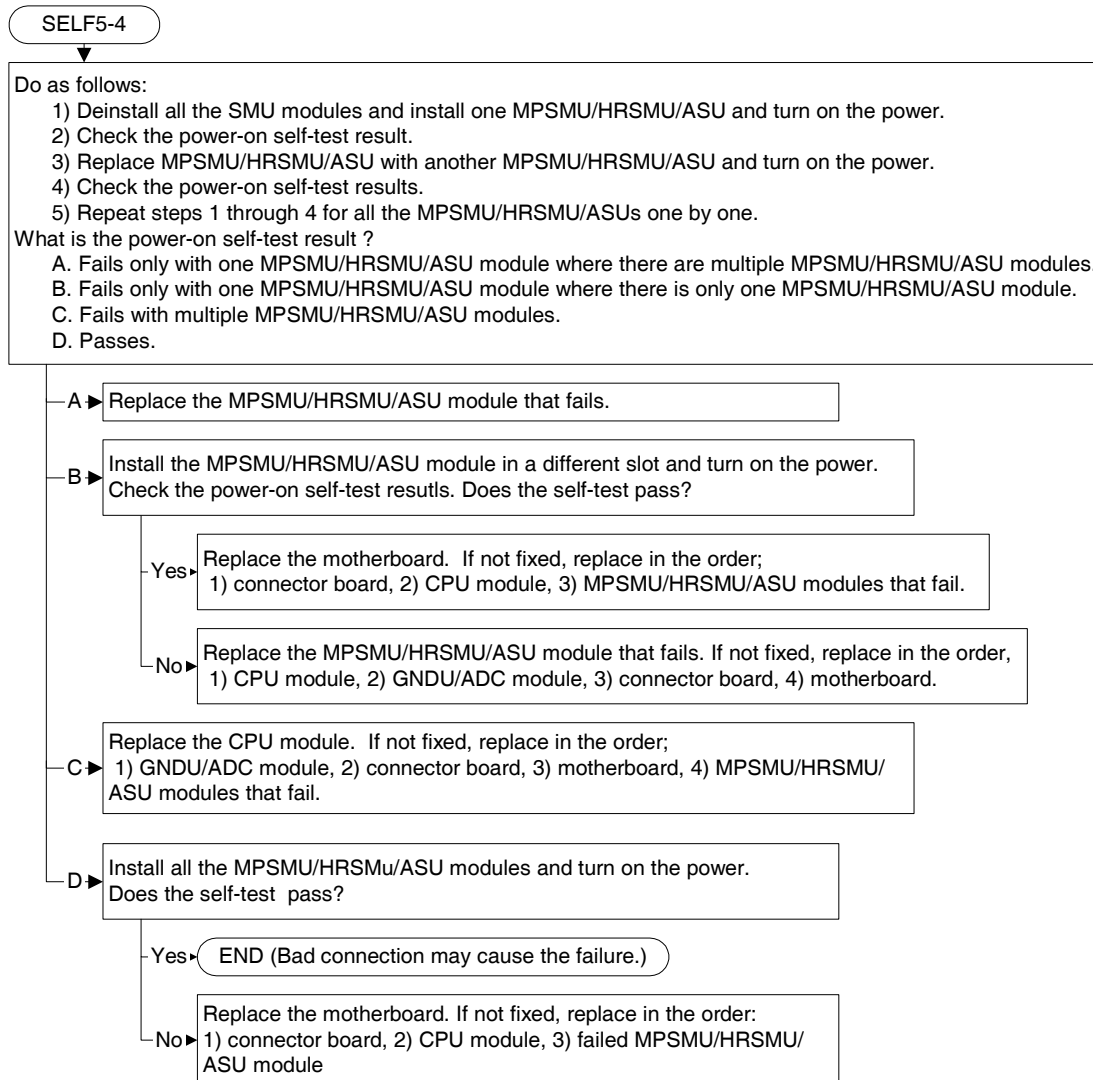 SELF5-4
Do as follows:
1) Deinstall all the SMU modules and install one MPSMU/HRSMU/ASU and turn on the power.
2) Check the power-on self-test result.
3) Replace MPSMU/HRSMU/ASU with another MPSMU/HRSMU/ASU and turn on the power.
4) Check the power-on self-test results.
5) Repeat steps 1 through 4 for all the MPSMU/HRSMU/ASUs one by one.
What is the power-on self-test result ?
A. Fails only with one MPSMU/HRSMU/ASU module where there are multiple MPSMU/HRSMU/ASU modules.
B. Fails only with one MPSMU/HRSMU/ASU module where there is only one MPSMU/HRSMU/ASU module.
C. Fails with multiple MPSMU/HRSMU/ASU modules.
D. Passes.
A
Replace the MPSMU/HRSMU/ASU module that fails.
B
Install the MPSMU/HRSMU/ASU module in a different slot and turn on the power.
Check the power-on self-test resutls. Does the self-test pass?
Yes
Replace the motherboard. If not fixed, replace in the order;
1) connector board, 2) CPU module, 3) MPSMU/HRSMU/ASU modules that fail.
No
Replace the MPSMU/HRSMU/ASU module that fails. If not fixed, replace in the order,
1) CPU module, 2) GNDU/ADC module, 3) connector board, 4) motherboard.
C
Replace the CPU module. If not fixed, replace in the order;
1) GNDU/ADC module, 2) connector board, 3) motherboard, 4) MPSMU/HRSMU/
ASU modules that fail.
D
Install all the MPSMU/HRSMu/ASU modules and turn on the power.
Does the self-test pass?
Yes
END (Bad connection may cause the failure.)
No
Replace the motherboard. If not fixed, replace in the order:
1) connector board, 2) CPU module, 3) failed MPSMU/HRSMU/
ASU module